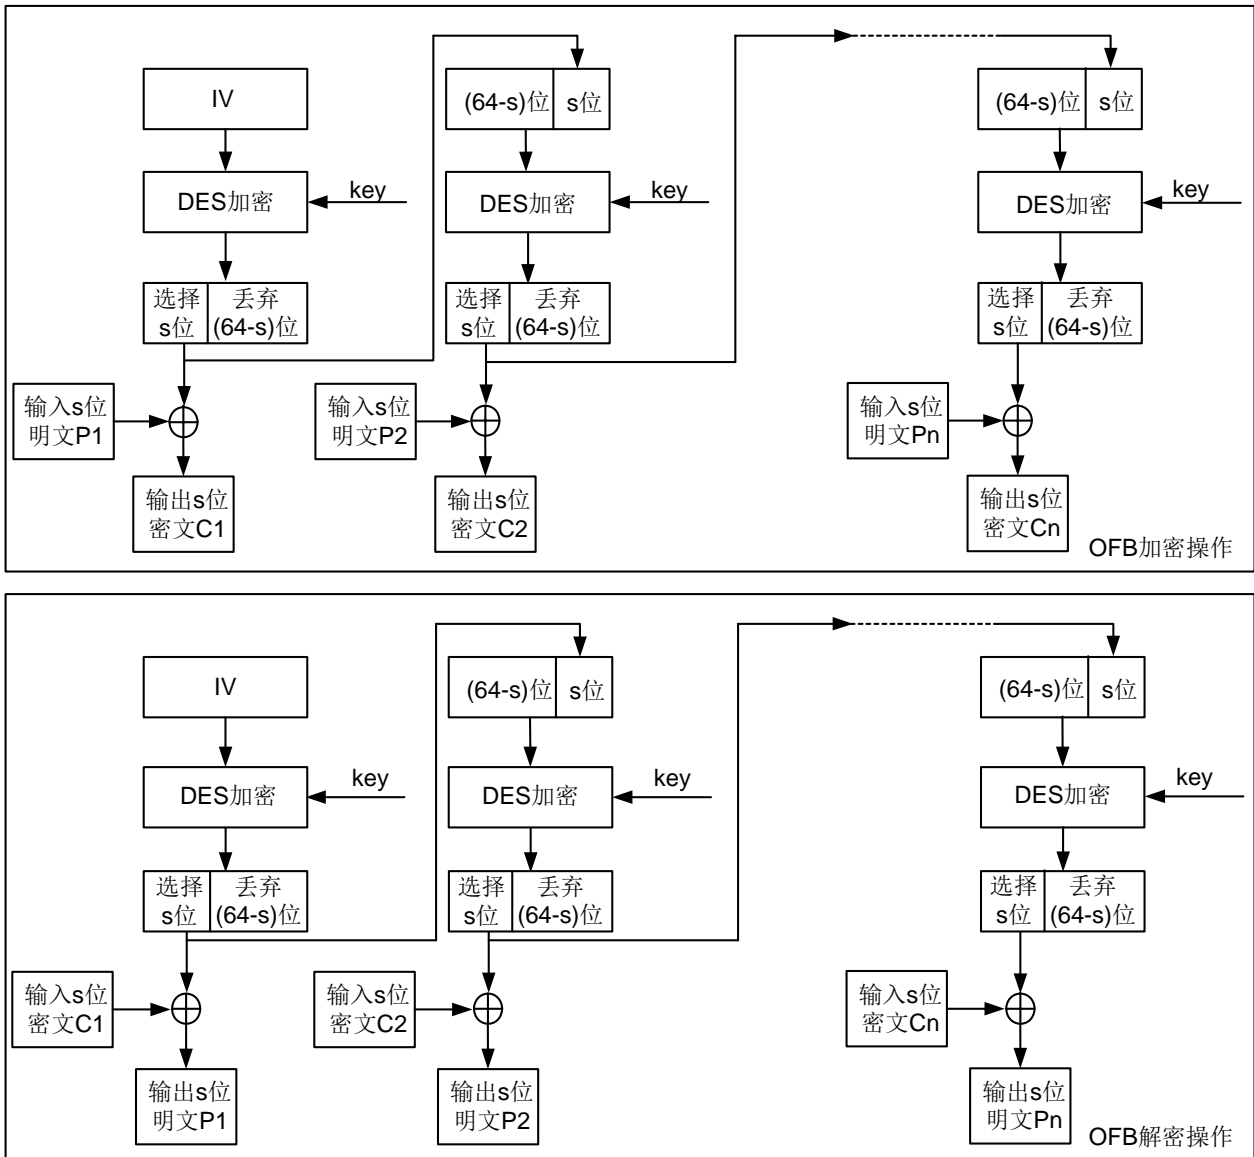 IV
(64-s)位
s位
(64-s)位
s位
DES加密
key
DES加密
key
DES加密
key
选择
s位
丢弃
(64-s)位
选择
s位
丢弃
(64-s)位
选择
s位
丢弃
(64-s)位
输入s位
明文P1
输入s位
明文P2
输入s位
明文Pn
输出s位
密文C1
输出s位
密文C2
输出s位
密文Cn
OFB加密操作
IV
(64-s)位
s位
(64-s)位
s位
DES加密
key
DES加密
key
DES加密
key
选择
s位
丢弃
(64-s)位
选择
s位
丢弃
(64-s)位
选择
s位
丢弃
(64-s)位
输入s位
密文C1
输入s位
密文C2
输入s位
密文Cn
输出s位
明文P1
输出s位
明文P2
输出s位
明文Pn
OFB解密操作